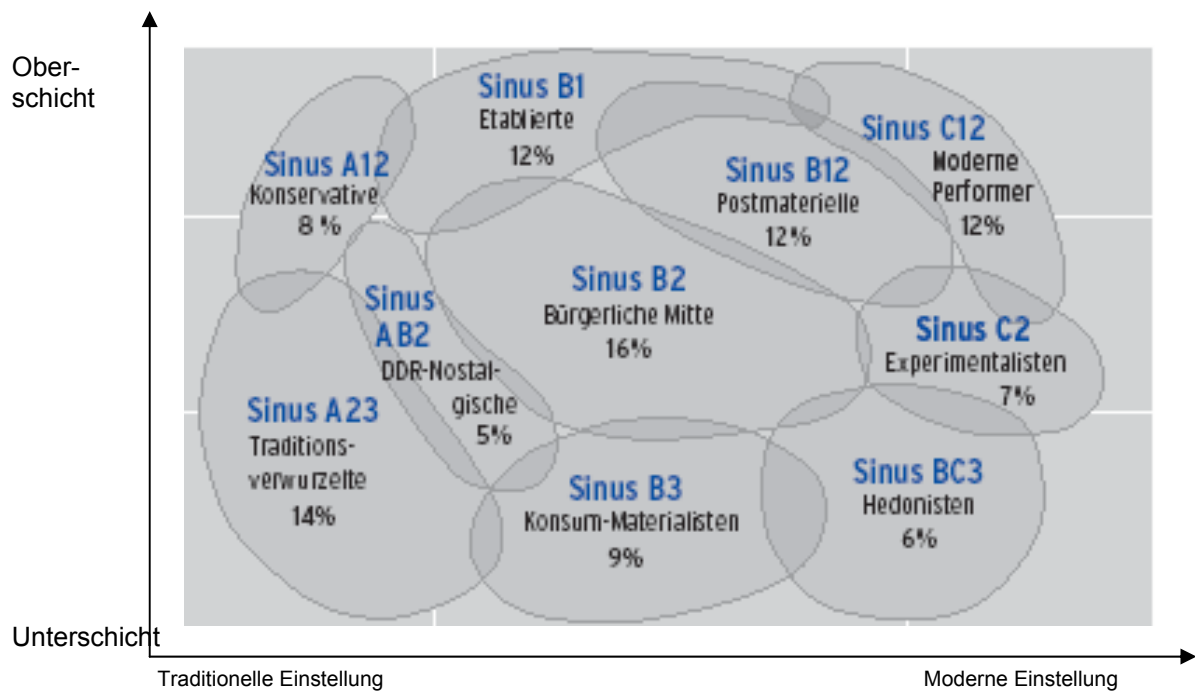 Ober-
schicht
Sinus B1
Etablierte
12%
Sinus C12
Moderne
Performer
12%
Sinus A12
Konservative
8 %
Sinus B12
Postmaterielle
12%
Sinus B2
Bürgerliche Mitte
16%
Sinus
AB2
DDR-Nostal-
gische
5%
Sinus C2
Experimentalisten
7%
Sinus A23
Traditions-
verwurzelte
14%
Sinus B3
Konsum-Materialisten
9%
Sinus BC3
Hedonisten
6%
Unterschicht
Traditionelle Einstellung
Moderne Einstellung